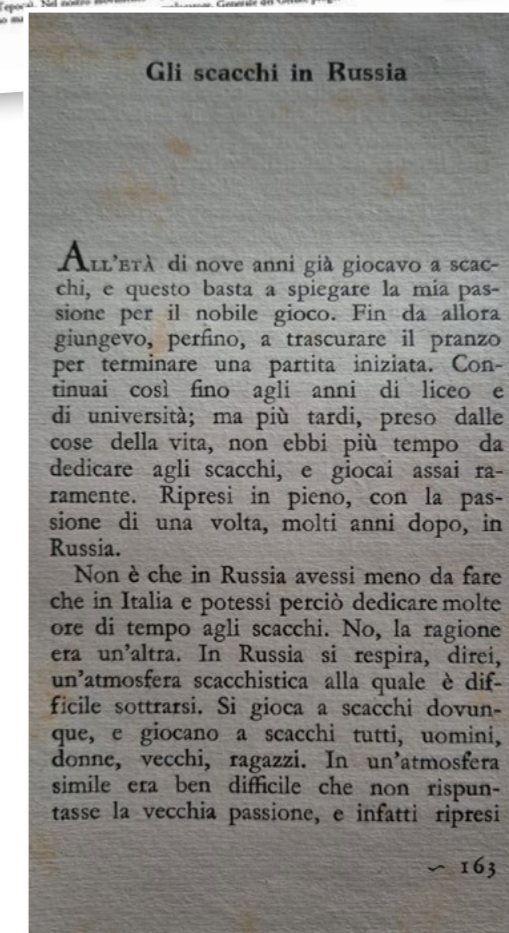 Gli scacchi in Russia
ALL'ETÀ di nove anni già giocavo a scac-
chi, e questo basta a spiegare la mia pas-
sione per il nobile gioco. Fin da allora
giungevo, perfino, a trascurare il pranzo
per terminare una partita iniziata. Con-
tinuai così fino agli anni di liceo e
di università; ma più tardi, preso dalle
cose della vita, non ebbi più tempo da
dedicare agli scacchi, e giocai assai ra-
ramente. Ripresi in pieno, con la pas-
sione di una volta, molti anni dopo, in
Russia.
Non è che in Russia avessi meno da fare
che in Italia e potessi perciò dedicare molte
ore di tempo agli scacchi. No, la ragione
era un'altra. In Russia si respira, direi,
un'atmosfera scacchistica alla quale è dif-
ficile sottrarsi. Si gioca a scacchi dovun-
que, e giocano a scacchi tutti, uomini,
donne, vecchi, ragazzi. In un'atmosfera
simile era ben difficile che non rispun-
tasse la vecchia passione, e infatti ripresi
~ 163